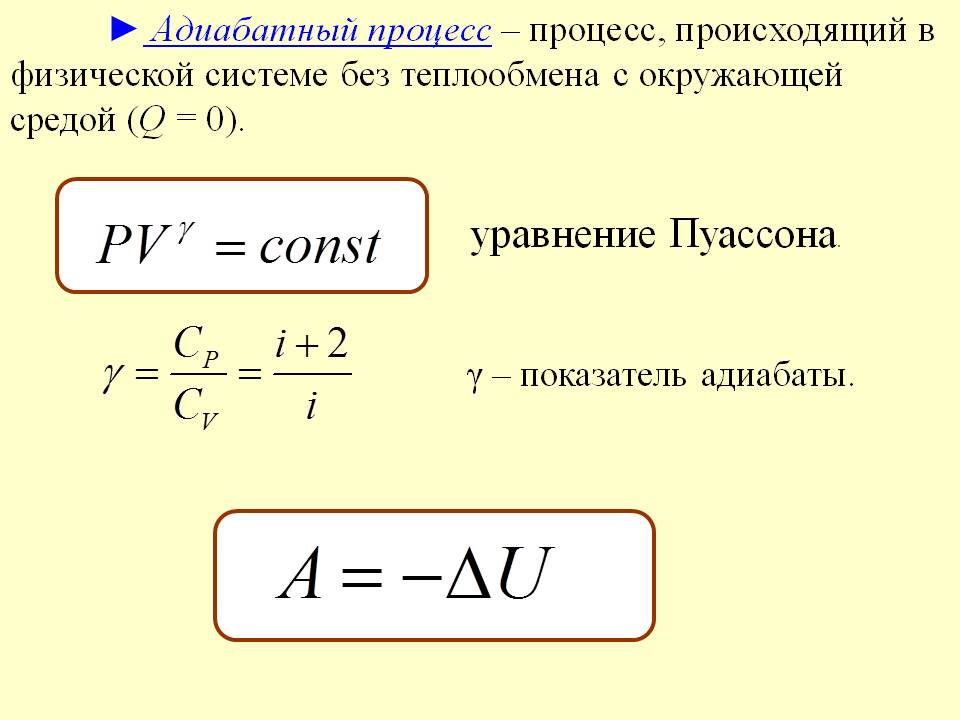 ► Адиабатный процесс – процесс, происходящий в
физической системе без теплообмена с окружающей
средой (Q = 0).
PV^γ = const
уравнение Пуассона.
γ = C_P / C_V = (i + 2) / i
γ – показатель адиабаты.
A = −ΔU